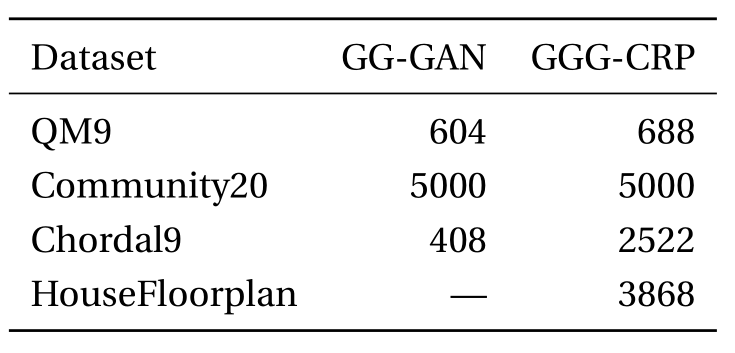 Dataset GG-GAN GGG-CRP
QM9 604 688
Community20 5000 5000
Chordal9 408 2522
HouseFloorplan — 3868